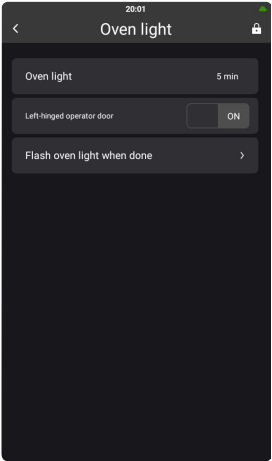 20:01
Oven light
Oven light 5 min
Left-hinged operator door ON
Flash oven light when done